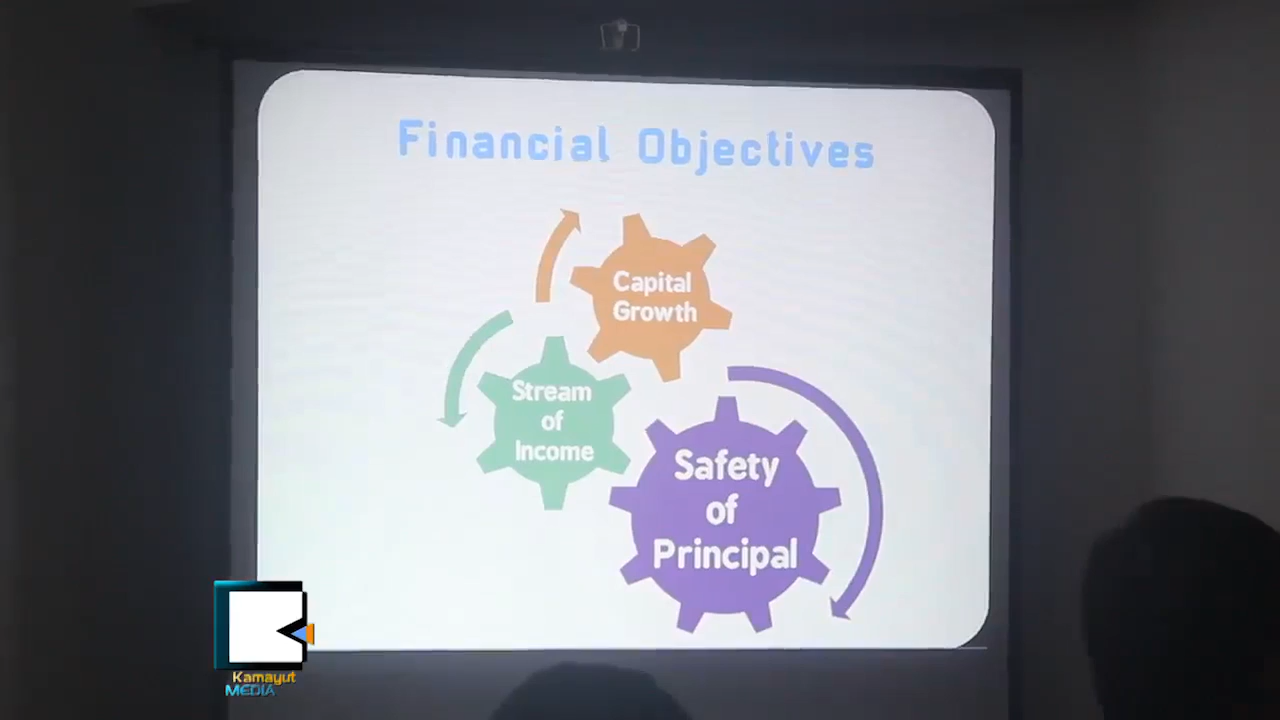 Financial Objectives
Capital
Growth
Stream
of
Income
Safety
of
Principal
Kamayut
MEDIA